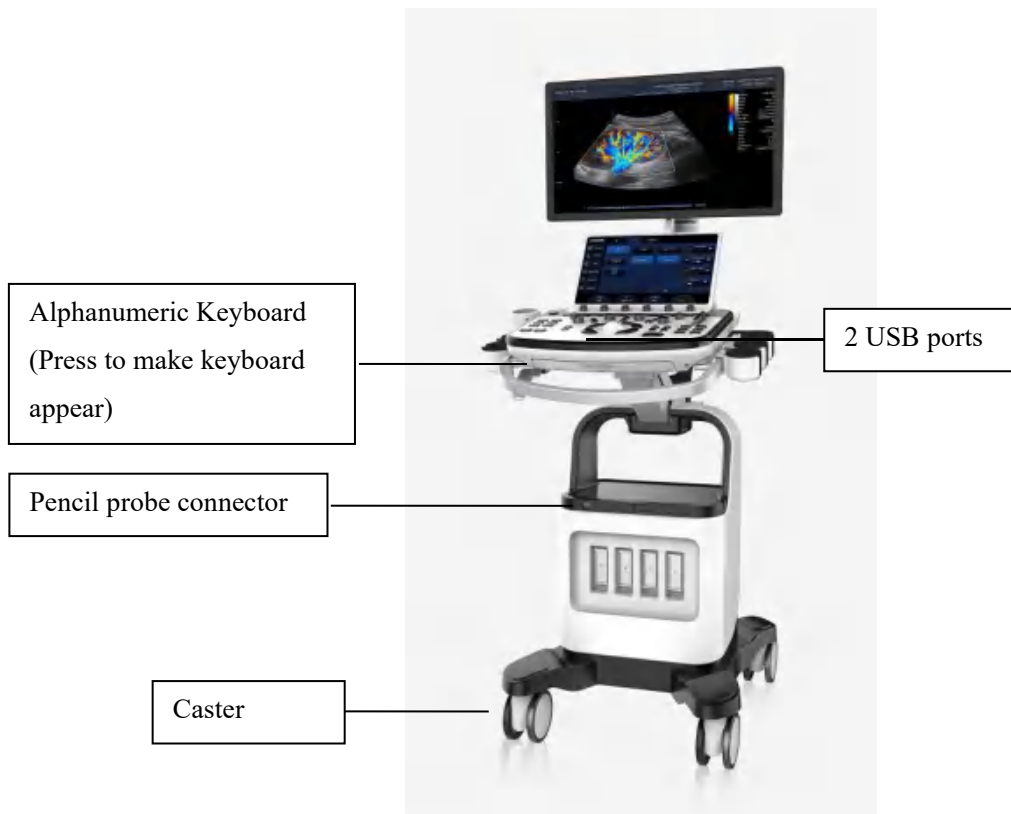 Alphanumeric Keyboard
(Press to make keyboard
appear)
2 USB ports
Pencil probe connector
Caster